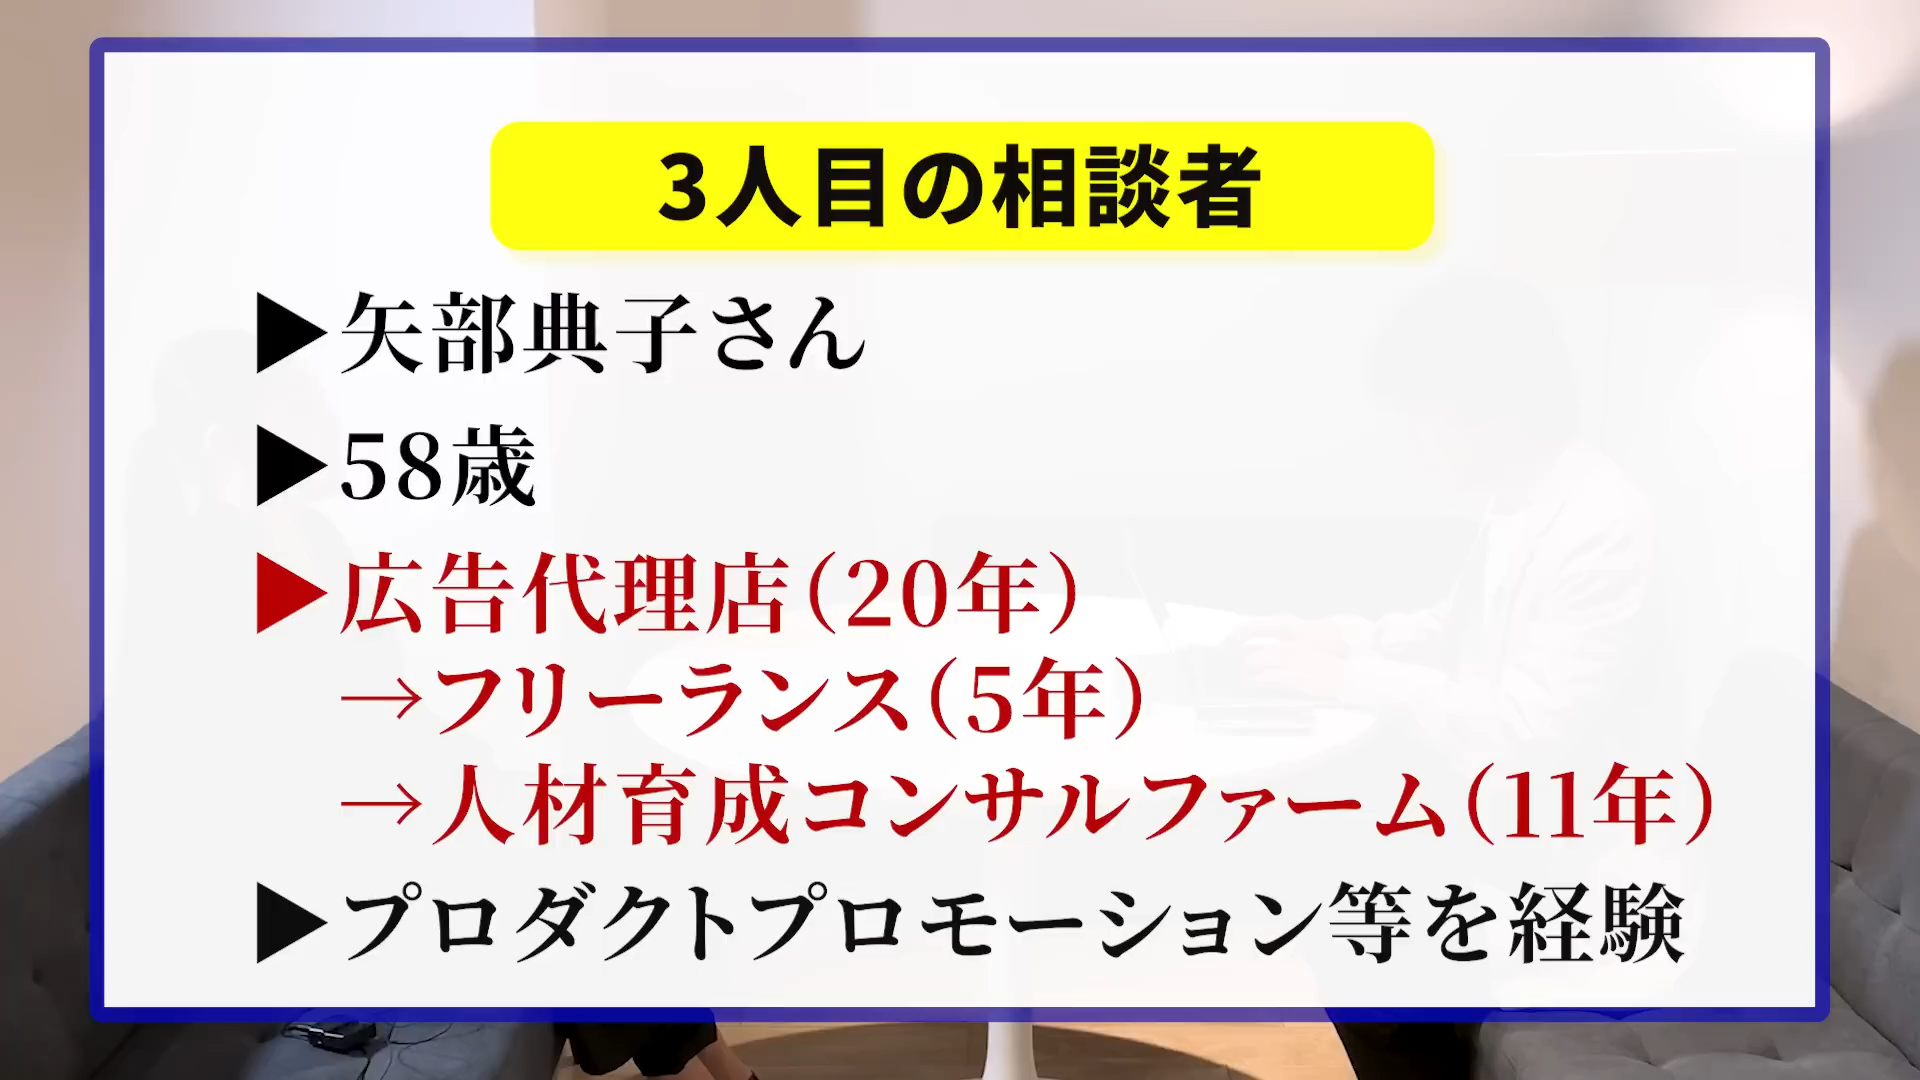 3人目の相談者
▶矢部典子さん
▶58歳
▶広告代理店(20年)
→フリーランス(5年)
→人材育成コンサルファーム(11年)
▶プロダクトプロモーション等を経験